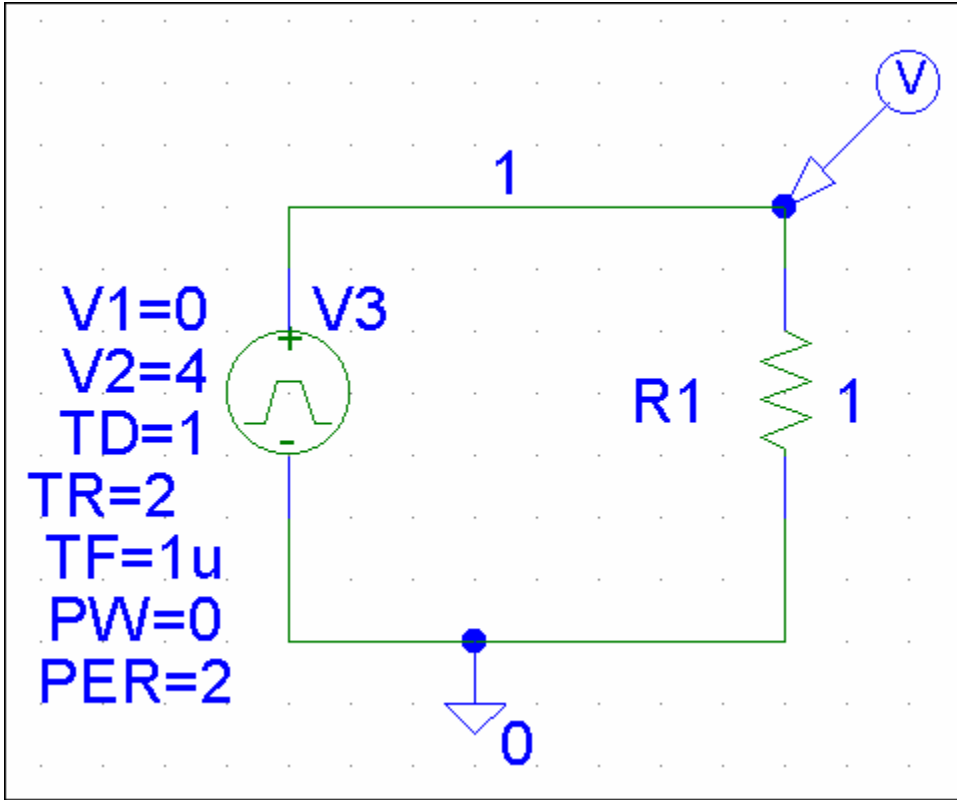 V
1
V1=0
V3
V2=4
+
TD=1
R1
1
-
TR=2
TF=1u
PW=0
PER=2
0